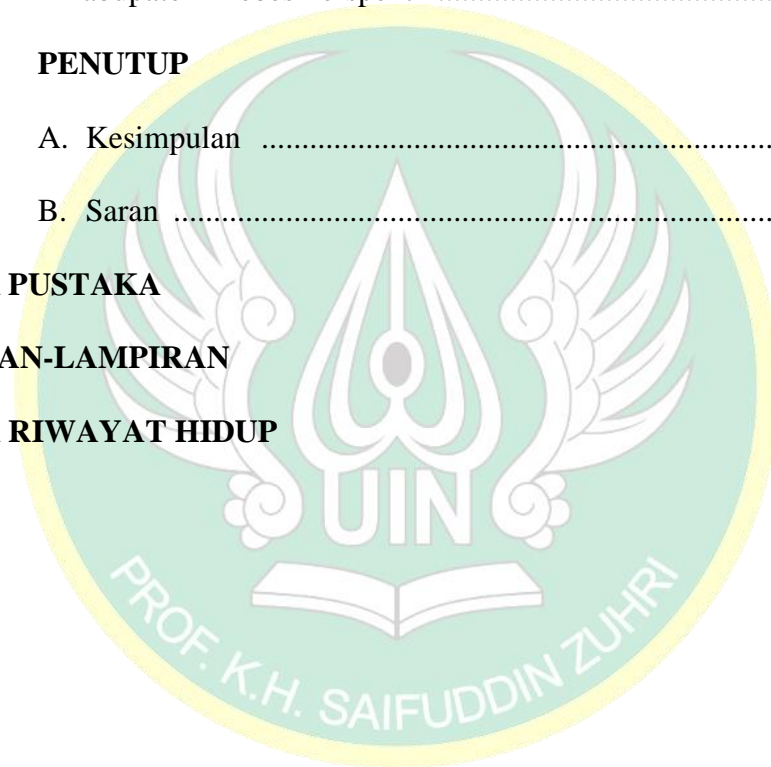 PENUTUP
A. Kesimpulan ..................................................................
B. Saran ............................................................................
PUSTAKA
AN-LAMPIRAN
RIWAYAT HIDUP
UIN
PROF. K.H. SAIFUDDIN ZUHRI